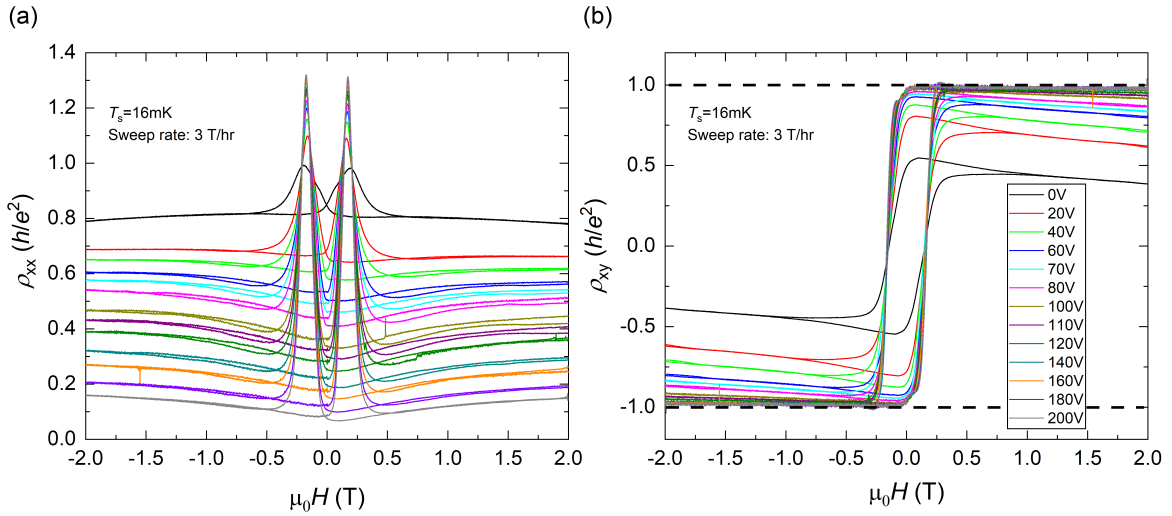 (a)
1.4
1.2
1.0
0.8
0.6
0.4
0.2
0.0
ρxx (h/e²)
Ts=16mK
Sweep rate: 3 T/hr
-2.0 -1.5 -1.0 -0.5 0.0 0.5 1.0 1.5 2.0
μ0H (T)
(b)
1.0
0.5
0.0
-0.5
-1.0
ρxy (h/e²)
Ts=16mK
Sweep rate: 3 T/hr
0V
20V
40V
60V
70V
80V
100V
110V
120V
140V
160V
180V
200V
-2.0 -1.5 -1.0 -0.5 0.0 0.5 1.0 1.5 2.0
μ0H (T)